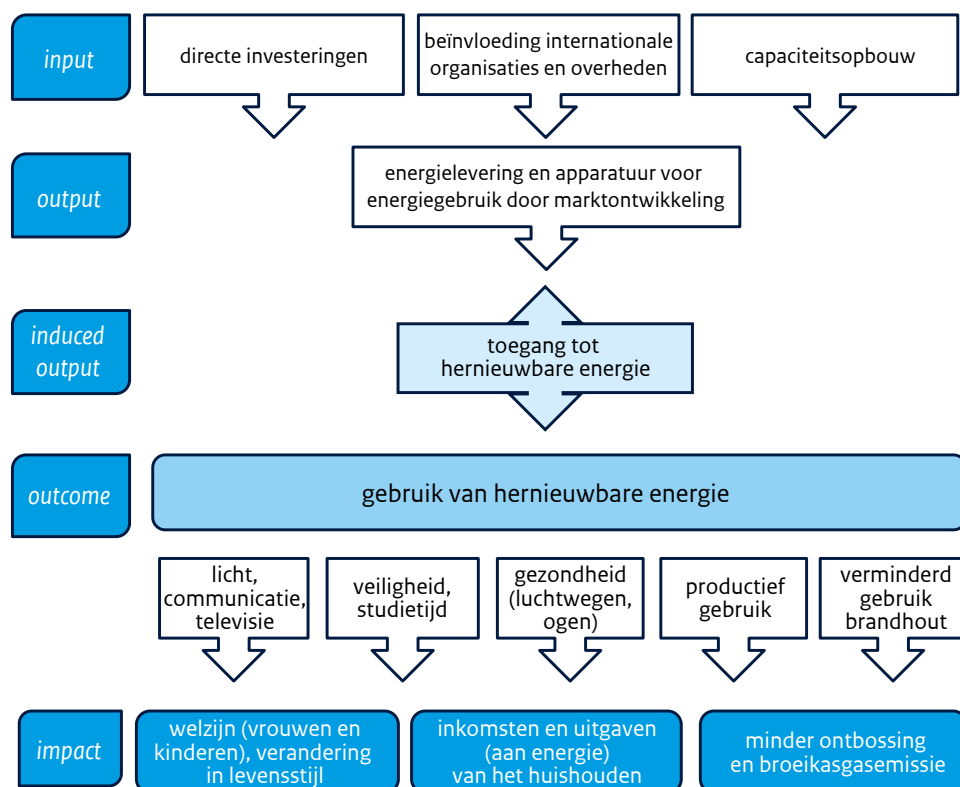 input
directe investeringen
beïnvloeding internationale
organisaties en overheden
capaciteitsopbouw
output
energielevering en apparatuur voor
energiegebruik door marktontwikkeling
induced
output
toegang tot
hernieuwbare energie
outcome
gebruik van hernieuwbare energie
licht,
communicatie,
televisie
veiligheid,
studietijd
gezondheid
(luchtwegen,
ogen)
productief
gebruik
verminderd
gebruik
brandhout
impact
welzijn (vrouwen en
kinderen), verandering
in levensstijl
inkomsten en uitgaven
(aan energie)
van het huishouden
minder ontbossing
en broeikasgasemissie